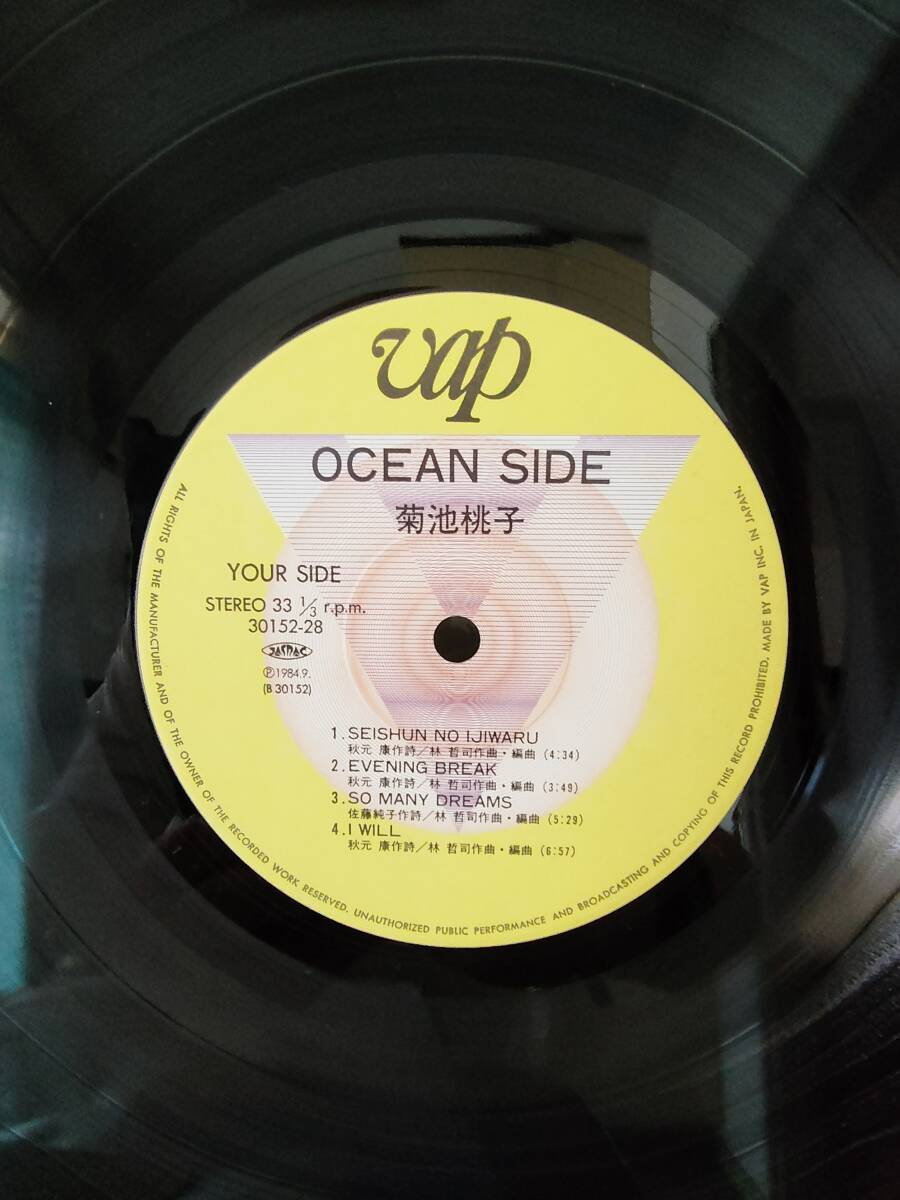 vap
OCEAN SIDE
菊池桃子
YOUR SIDE
STEREO 33 1/3 r.p.m.
30152-28
JASRAC
Ⓟ1984.9.
(B 30152)
1.SEISHUN NO IJIWARU
秋元 康作詩／林 哲司作曲・編曲 (4:34)
2.EVENING BREAK
秋元 康作詩／林 哲司作曲・編曲 (3:49)
3.SO MANY DREAMS
佐藤純子作詩／林 哲司作曲・編曲 (5:29)
4.I WILL
秋元 康作詩／林 哲司作曲・編曲 (6:57)
ALL RIGHTS OF THE MANUFACTURER AND OF THE OWNER OF THE RECORDED WORK RESERVED. UNAUTHORIZED PUBLIC PERFORMANCE AND BROADCASTING AND COPYING OF THIS RECORD PROHIBITED. MADE BY VAP INC. IN JAPAN.